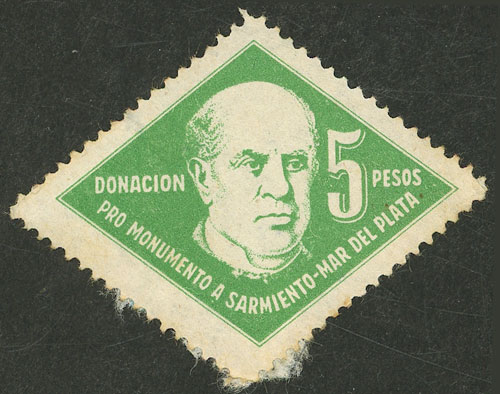 DONACION 5 PESOS
PRO MONUMENTO A SARMIENTO-MAR DEL PLATA